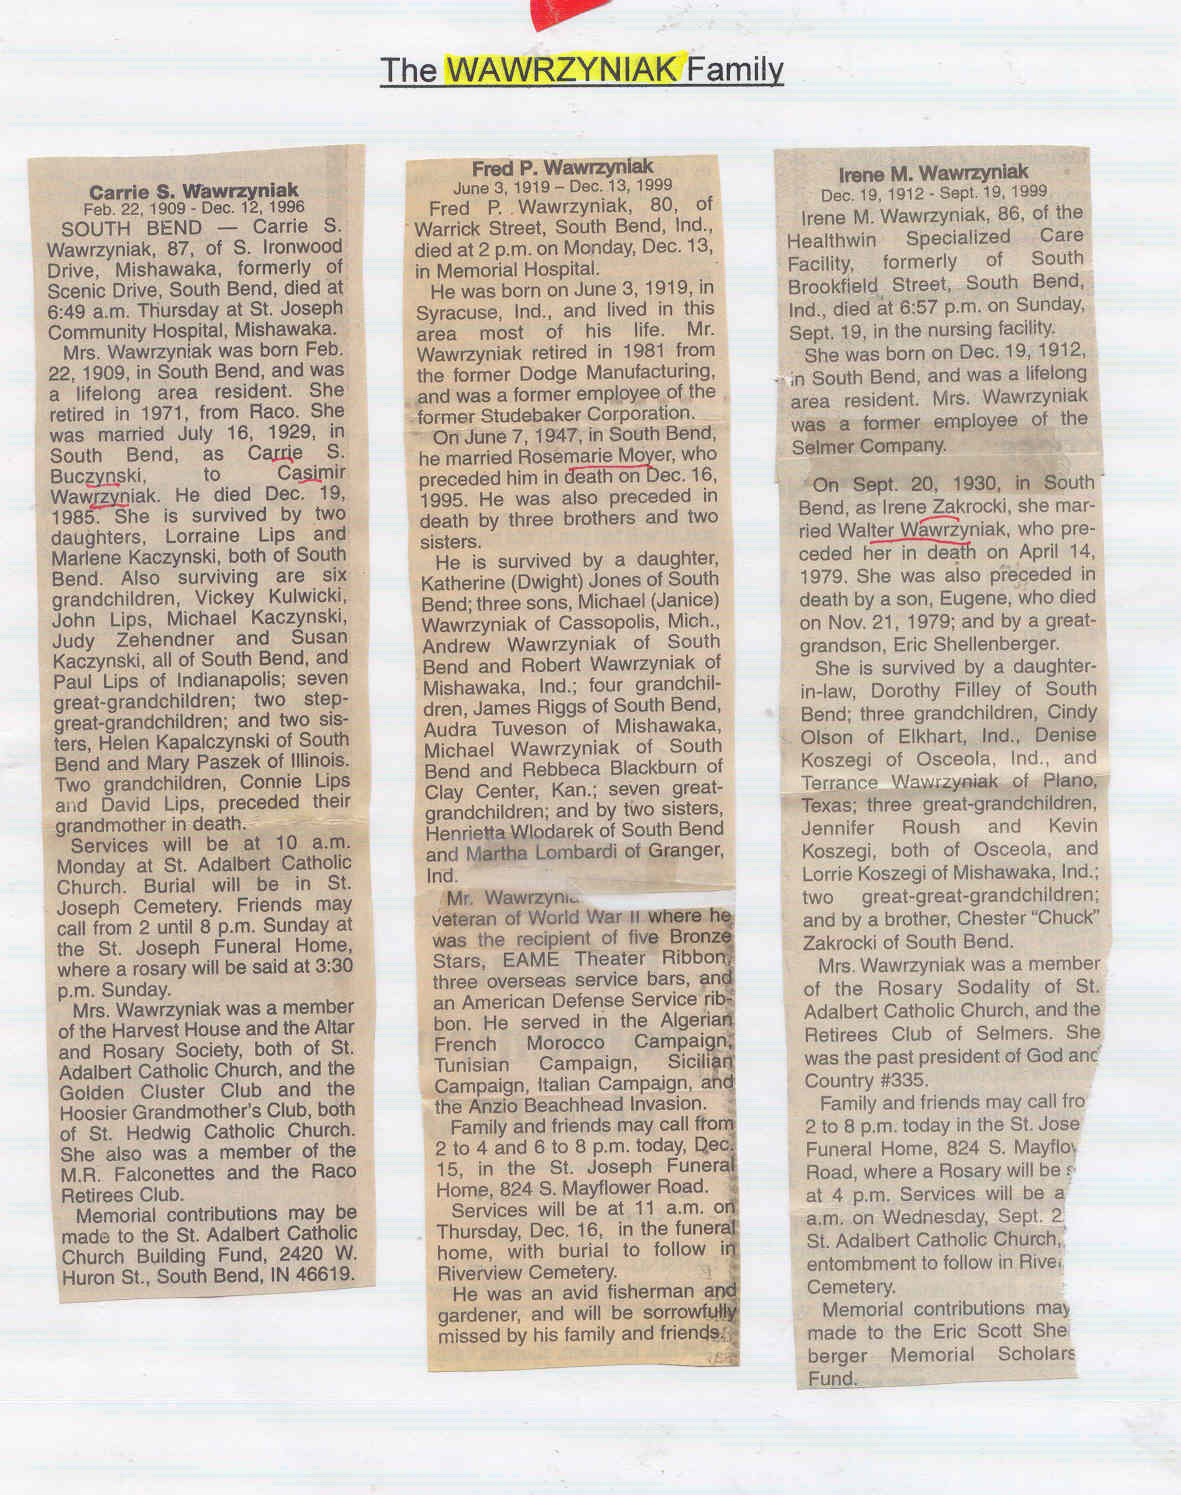 The WAWRZYNIAK Family
Carrie S. Wawrzyniak
Feb. 22, 1909 - Dec. 12, 1996
SOUTH BEND — Carrie S.
Wawrzyniak, 87, of S. Ironwood
Drive, Mishawaka, formerly of
Scenic Drive, South Bend, died at
6:49 a.m. Thursday at St. Joseph
Community Hospital, Mishawaka.
Mrs. Wawrzyniak was born Feb.
22, 1909, in South Bend, and was
a lifelong area resident. She
retired in 1971, from Raco. She
was married July 16, 1929, in
South Bend, as Carrie S.
Buczynski, to Casimir
Wawrzyniak. He died Dec. 19,
1985. She is survived by two
daughters, Lorraine Lips and
Marlene Kaczynski, both of South
Bend. Also surviving are six
grandchildren, Vickey Kulwicki,
John Lips, Michael Kaczynski,
Judy Zehendner and Susan
Kaczynski, all of South Bend, and
Paul Lips of Indianapolis; seven
great-grandchildren; two step-
great-grandchildren; and two sis-
ters, Helen Kapalczynski of South
Bend and Mary Paszek of Illinois.
Two grandchildren, Connie Lips
and David Lips, preceded their
grandmother in death.
Services will be at 10 a.m.
Monday at St. Adalbert Catholic
Church. Burial will be in St.
Joseph Cemetery. Friends may
call from 2 until 8 p.m. Sunday at
the St. Joseph Funeral Home,
where a rosary will be said at 3:30
p.m. Sunday.
Mrs. Wawrzyniak was a member
of the Harvest House and the Altar
and Rosary Society, both of St.
Adalbert Catholic Church, and the
Golden Cluster Club and the
Hoosier Grandmother's Club, both
of St. Hedwig Catholic Church.
She also was a member of the
M.R. Falconettes and the Raco
Retirees Club.
Memorial contributions may be
made to the St. Adalbert Catholic
Church Building Fund, 2420 W.
Huron St., South Bend, IN 46619.
Fred P. Wawrzyniak
June 3, 1919 – Dec. 13, 1999
Fred P. Wawrzyniak, 80, of
Warrick Street, South Bend, Ind.,
died at 2 p.m. on Monday, Dec. 13,
in Memorial Hospital.
He was born on June 3, 1919, in
Syracuse, Ind., and lived in this
area most of his life. Mr.
Wawrzyniak retired in 1981 from
the former Dodge Manufacturing,
and was a former employee of the
former Studebaker Corporation.
On June 7, 1947, in South Bend,
he married Rosemarie Moyer, who
preceded him in death on Dec. 16,
1995. He was also preceded in
death by three brothers and two
sisters.
He is survived by a daughter,
Katherine (Dwight) Jones of South
Bend; three sons, Michael (Janice)
Wawrzyniak of Cassopolis, Mich.,
Andrew Wawrzyniak of South
Bend and Robert Wawrzyniak of
Mishawaka, Ind.; four grandchil-
dren, James Riggs of South Bend,
Audra Tuveson of Mishawaka,
Michael Wawrzyniak of South
Bend and Rebbeca Blackburn of
Clay Center, Kan.; seven great-
grandchildren; and by two sisters,
Henrietta Wlodarek of South Bend
and Martha Lombardi of Granger,
Ind.
Mr.
veteran of World War II where he
was the recipient of five Bronze
Stars, EAME Theater Ribbon,
three overseas service bars, and
an American Defense Service rib-
bon. He served in the Algerian
French Morocco Campaign,
Tunisian Campaign, Sicilian
Campaign, Italian Campaign, and
the Anzio Beachhead Invasion.
Family and friends may call from
2 to 4 and 6 to 8 p.m. today, Dec.
15, in the St. Joseph Funeral
Home, 824 S. Mayflower Road.
Services will be at 11 a.m. on
Thursday, Dec. 16, in the funeral
home, with burial to follow in
Riverview Cemetery.
He was an avid fisherman and
gardener, and will be sorrowfully
missed by his family and friends.
Irene M. Wawrzyniak
Dec. 19, 1912 - Sept. 19, 1999
Irene M. Wawrzyniak, 86, of the
Healthwin Specialized Care
Facility, formerly of South
Brookfield Street, South Bend,
Ind., died at 6:57 p.m. on Sunday,
Sept. 19, in the nursing facility.
She was born on Dec. 19, 1912,
in South Bend, and was a lifelong
area resident. Mrs. Wawrzyniak
was a former employee of the
Selmer Company.
On Sept. 20, 1930, in South
Bend, as Irene Zakrocki, she mar-
ried Walter Wawrzyniak, who pre-
ceded her in death on April 14,
1979. She was also preceded in
death by a son, Eugene, who died
on Nov. 21, 1979; and by a great-
grandson, Eric Shellenberger.
She is survived by a daughter-
in-law, Dorothy Filley of South
Bend; three grandchildren, Cindy
Olson of Elkhart, Ind., Denise
Koszegi of Osceola, Ind., and
Terrance Wawrzyniak of Plano,
Texas; three great-grandchildren,
Jennifer Roush and Kevin
Koszegi, both of Osceola, and
Lorrie Koszegi of Mishawaka, Ind.;
two great-great-grandchildren;
and by a brother, Chester "Chuck"
Zakrocki of South Bend.
Mrs. Wawrzyniak was a member
of the Rosary Sodality of St.
Adalbert Catholic Church, and the
Retirees Club of Selmers. She
was the past president of God and
Country #335.
Family and friends may call fro
2 to 8 p.m. today in the St. Jose
Funeral Home, 824 S. Mayflow
Road, where a Rosary will be s
at 4 p.m. Services will be a
a.m. on Wednesday, Sept. 2
St. Adalbert Catholic Church,
entombment to follow in River
Cemetery.
Memorial contributions may
made to the Eric Scott Shel
berger Memorial Scholars
Fund.